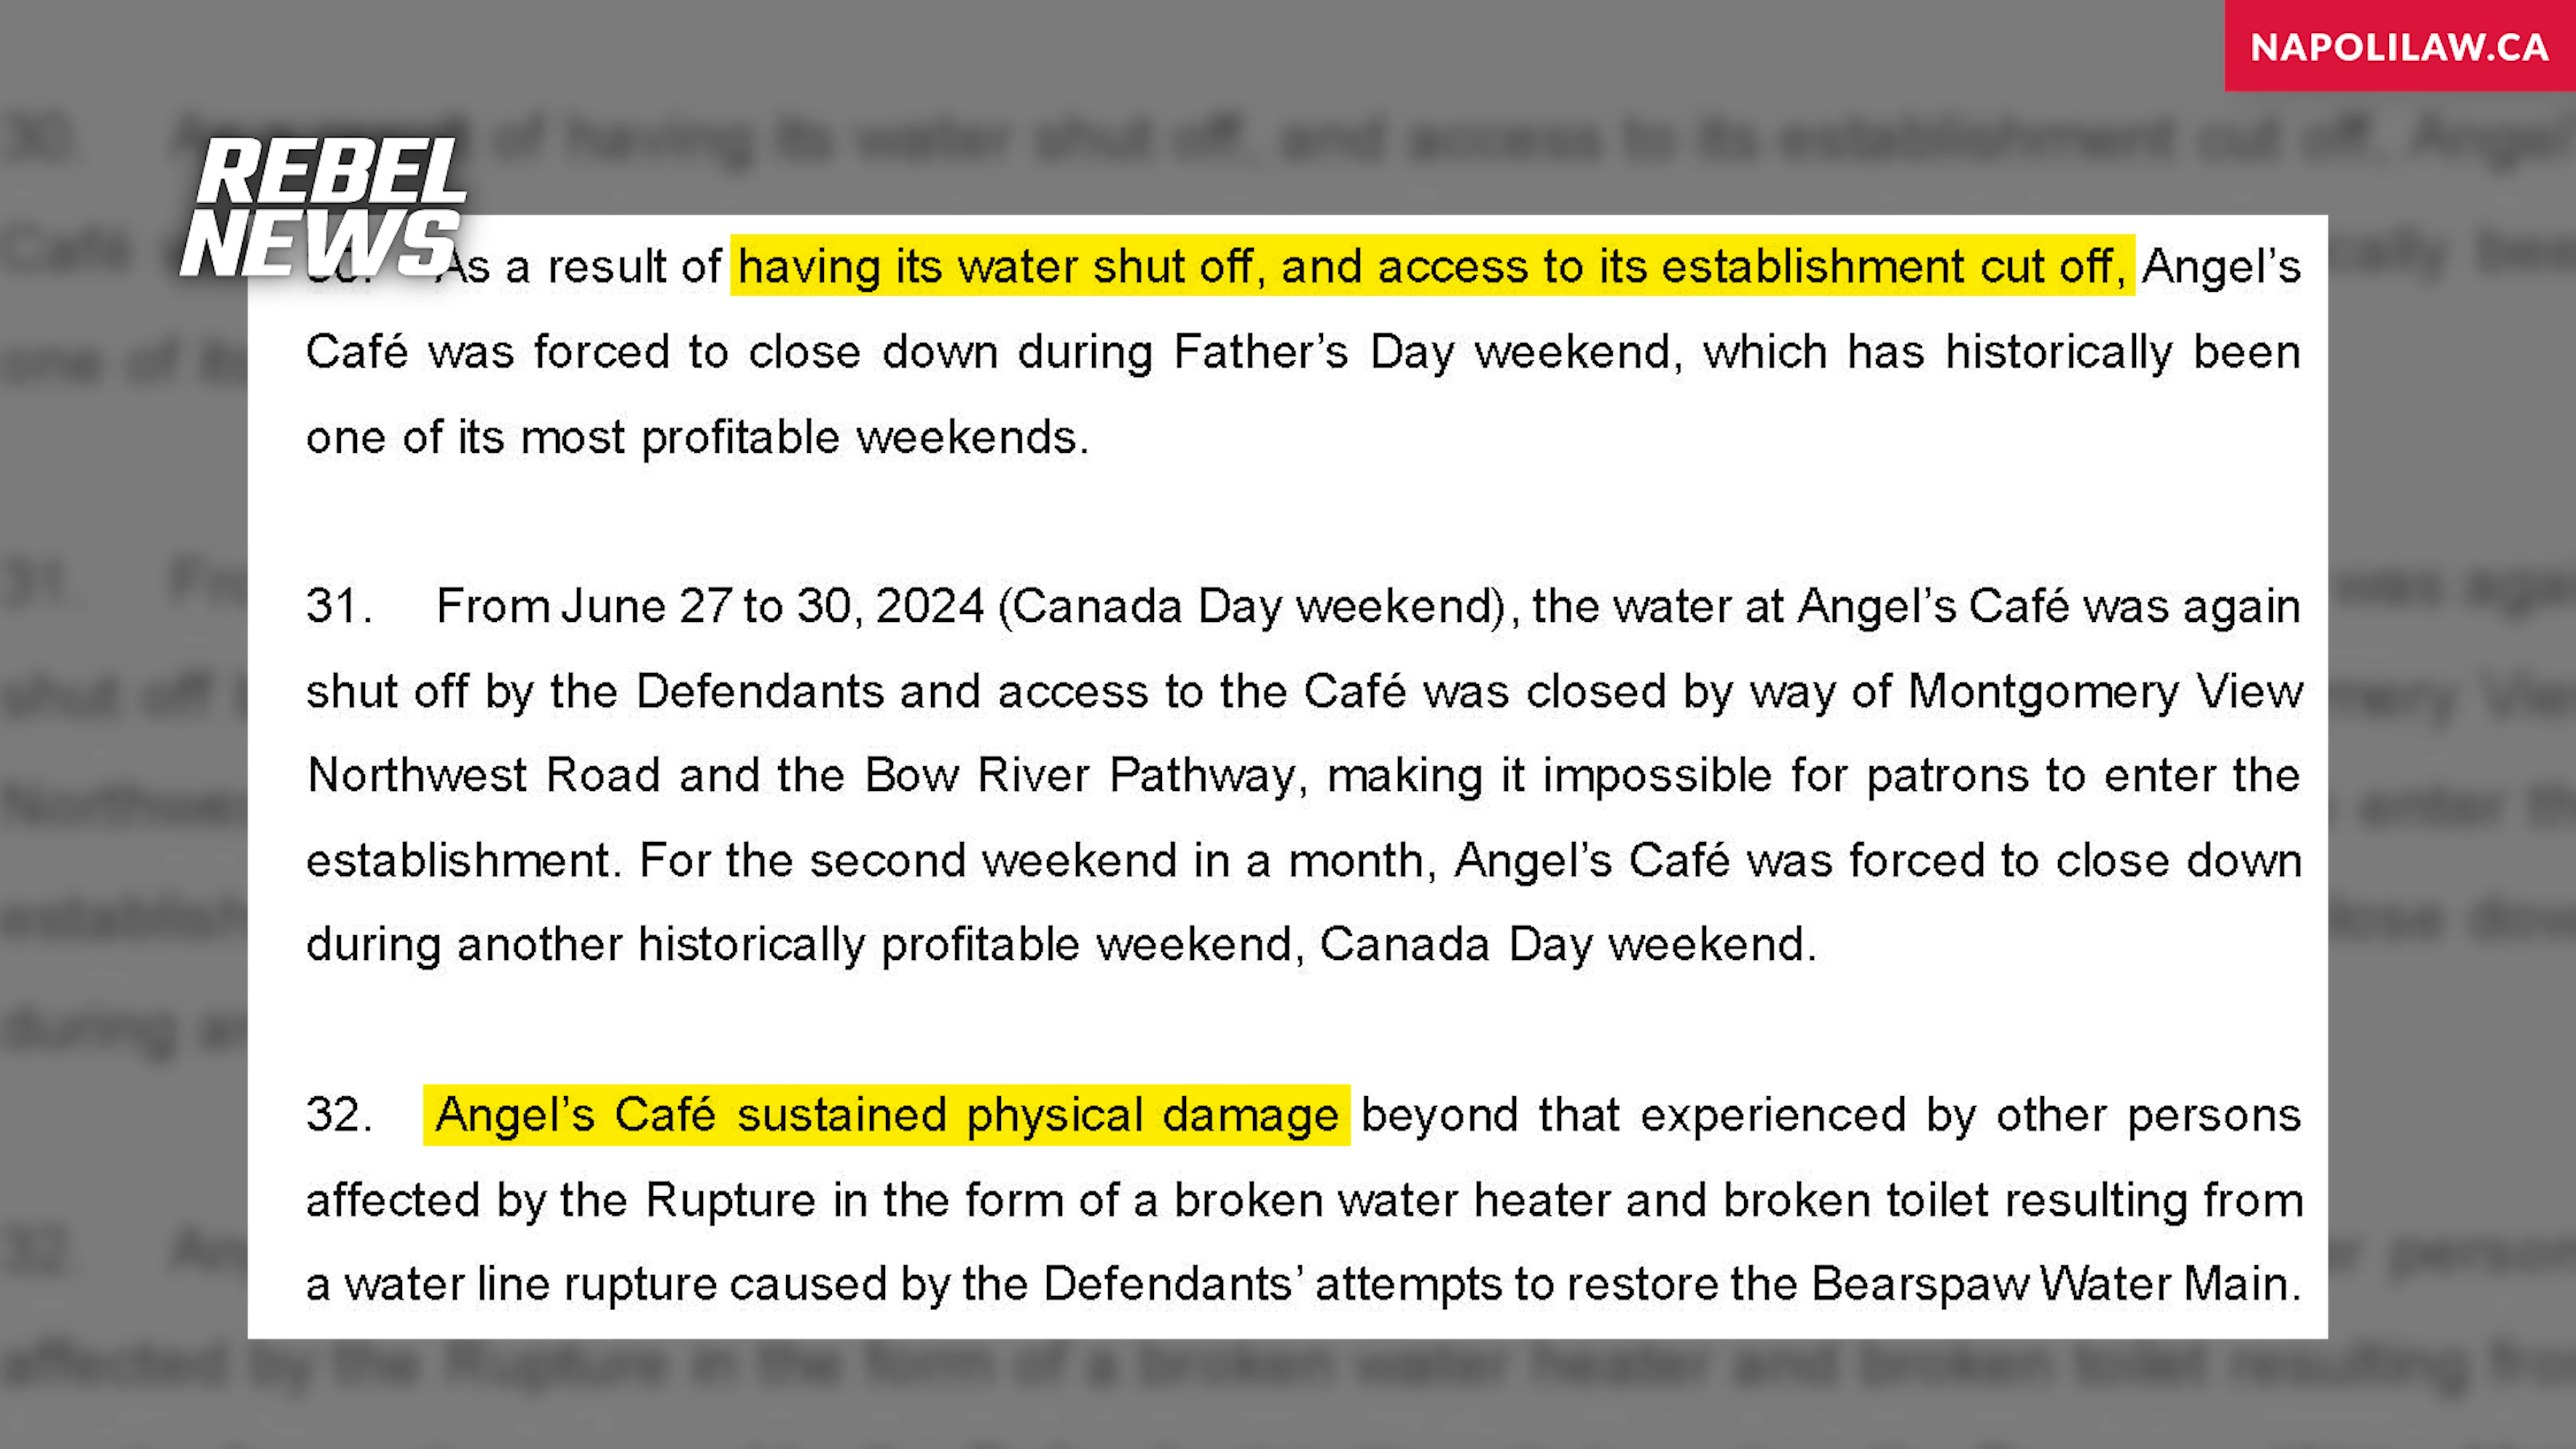 NAPOLILAW.CA
REBEL
NEWS
30. As a result of having its water shut off, and access to its establishment cut off, Angel’s
Café was forced to close down during Father’s Day weekend, which has historically been
one of its most profitable weekends.
31. From June 27 to 30, 2024 (Canada Day weekend), the water at Angel’s Café was again
shut off by the Defendants and access to the Café was closed by way of Montgomery View
Northwest Road and the Bow River Pathway, making it impossible for patrons to enter the
establishment. For the second weekend in a month, Angel’s Café was forced to close down
during another historically profitable weekend, Canada Day weekend.
32. Angel’s Café sustained physical damage beyond that experienced by other persons
affected by the Rupture in the form of a broken water heater and broken toilet resulting from
a water line rupture caused by the Defendants’ attempts to restore the Bearspaw Water Main.